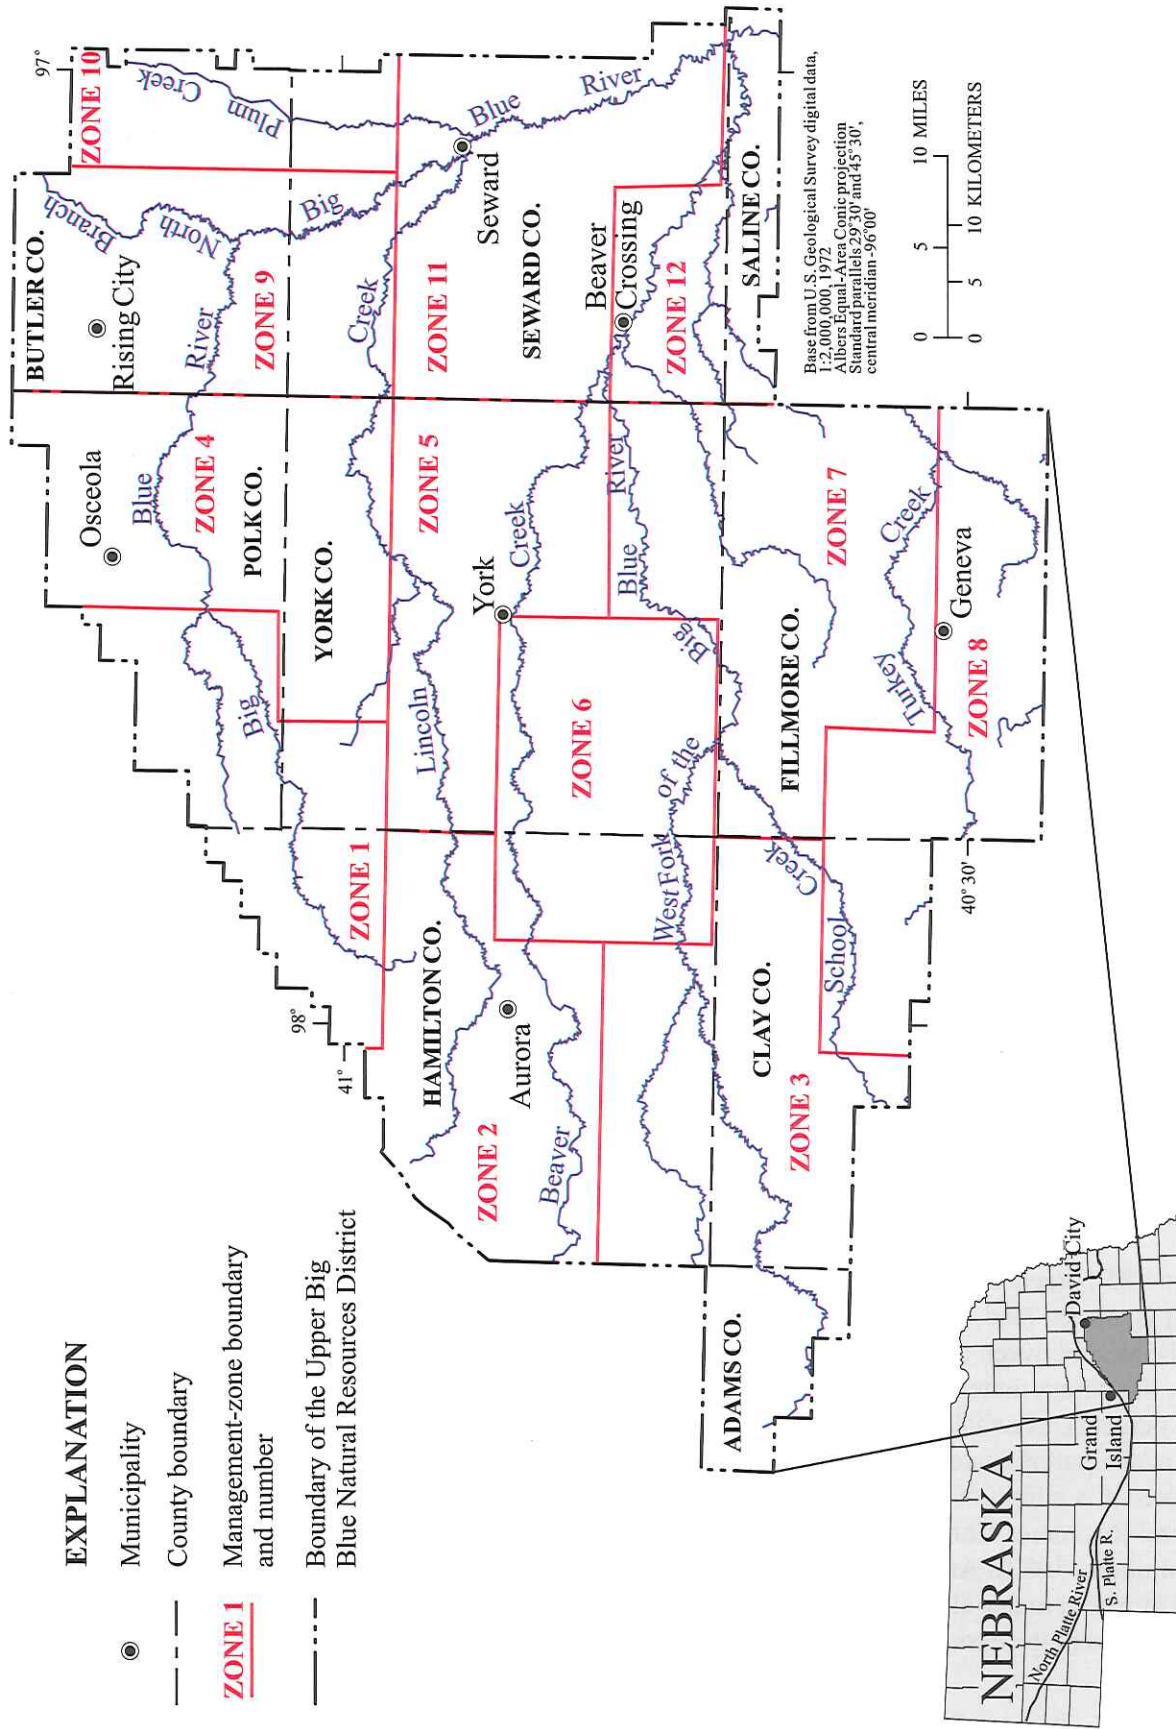 EXPLANATION
Municipality
County boundary
ZONE 1
Management-zone boundary
and number
Boundary of the Upper Big
Blue Natural Resources District
98°
41°
97°
BUTLER CO.
Rising City
Branch
North
ZONE 10
Plum
Creek
Osceola
Blue
River
ZONE 4
ZONE 9
POLK CO.
Big
Big
YORK CO.
Creek
ZONE 1
HAMILTON CO.
Lincoln
ZONE 5
ZONE 11
Seward
Blue
River
ZONE 2
Aurora
York
Creek
SEWARD CO.
Beaver
ZONE 6
Beaver
Crossing
River
Blue
Big
West Fork
of the
ZONE 12
ADAMS CO.
CLAY CO.
ZONE 3
Creek
School
FILLMORE CO.
ZONE 7
SALINE CO.
Creek
Turkey
Geneva
ZONE 8
40° 30'
Base from U.S. Geological Survey digital data,
1:2,000,000, 1972
Albers Equal-Area Conic projection
Standard parallels 29°30' and 45°30',
central meridian -96°00'
0 5 10 MILES
0 5 10 KILOMETERS
NEBRASKA
Grand
Island
David City
North Platte River
S. Platte R.